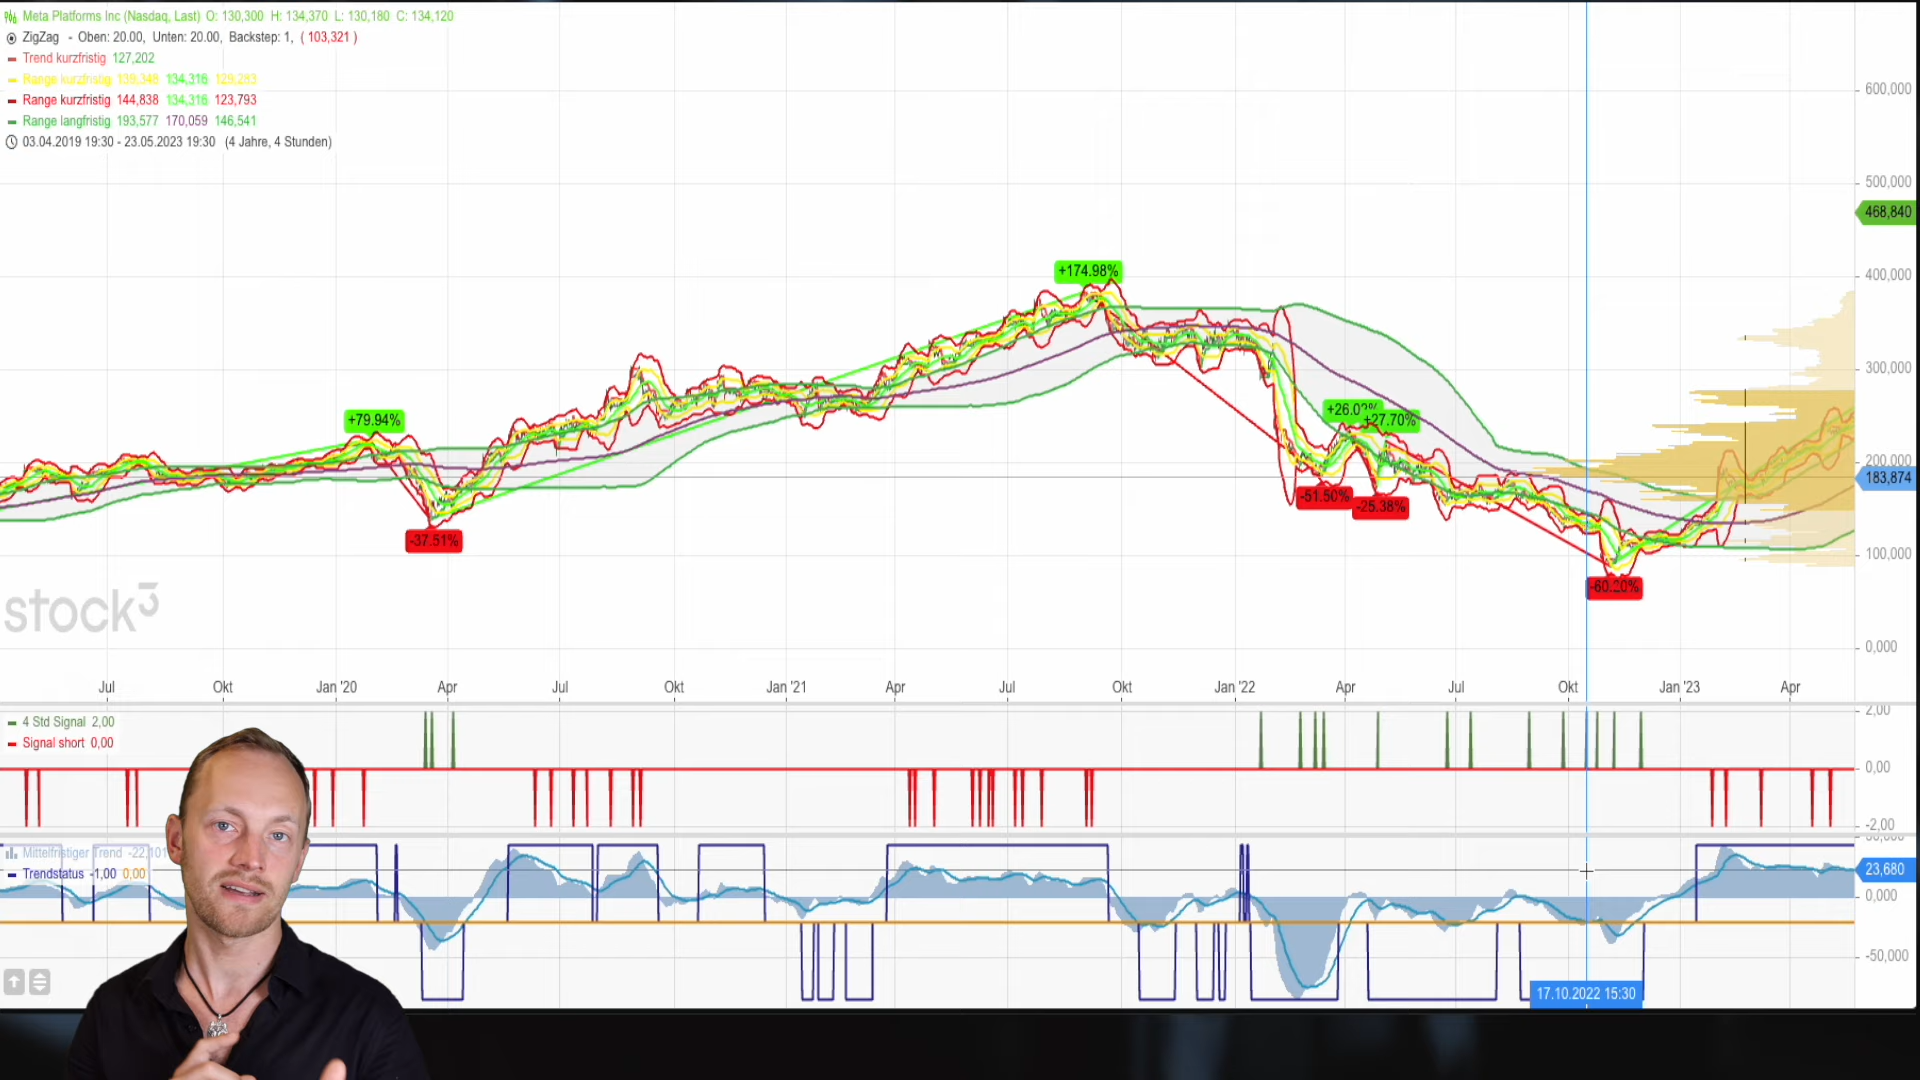 Meta Platforms Inc (Nasdaq, Last) O: 130,300 H: 134,370 L: 130,180 C: 134,120
ZigZag - Oben: 20.00, Unten: 20.00, Backstep: 1, ( 103,321 )
Trend kurzfristig 127,202
Range kurzfristig 139,348 134,316 129,283
Range kurzfristig 144,838 134,316 123,793
Range langfristig 193,577 170,059 146,541
03.04.2019 19:30 - 23.05.2023 19:30 (4 Jahre, 4 Stunden)
600,000
500,000
468,840
400,000
300,000
200,000
183,874
100,000
0,000
+174.98%
+79.94%
+26.02%
+27.70%
-51.50%
-25.38%
-37.51%
-60.20%
stock3
Jul Okt Jan '20 Apr Jul Okt Jan '21 Apr Jul Okt Jan '22 Apr Jul Okt Jan '23 Apr
4 Std Signal 2,00
Signal short 0,00
2,00
0,00
-2,00
Mittelfristiger Trend -22,101
Trendstatus -1,00 0,00
23,680
0,000
-50,000
17.10.2022 15:30